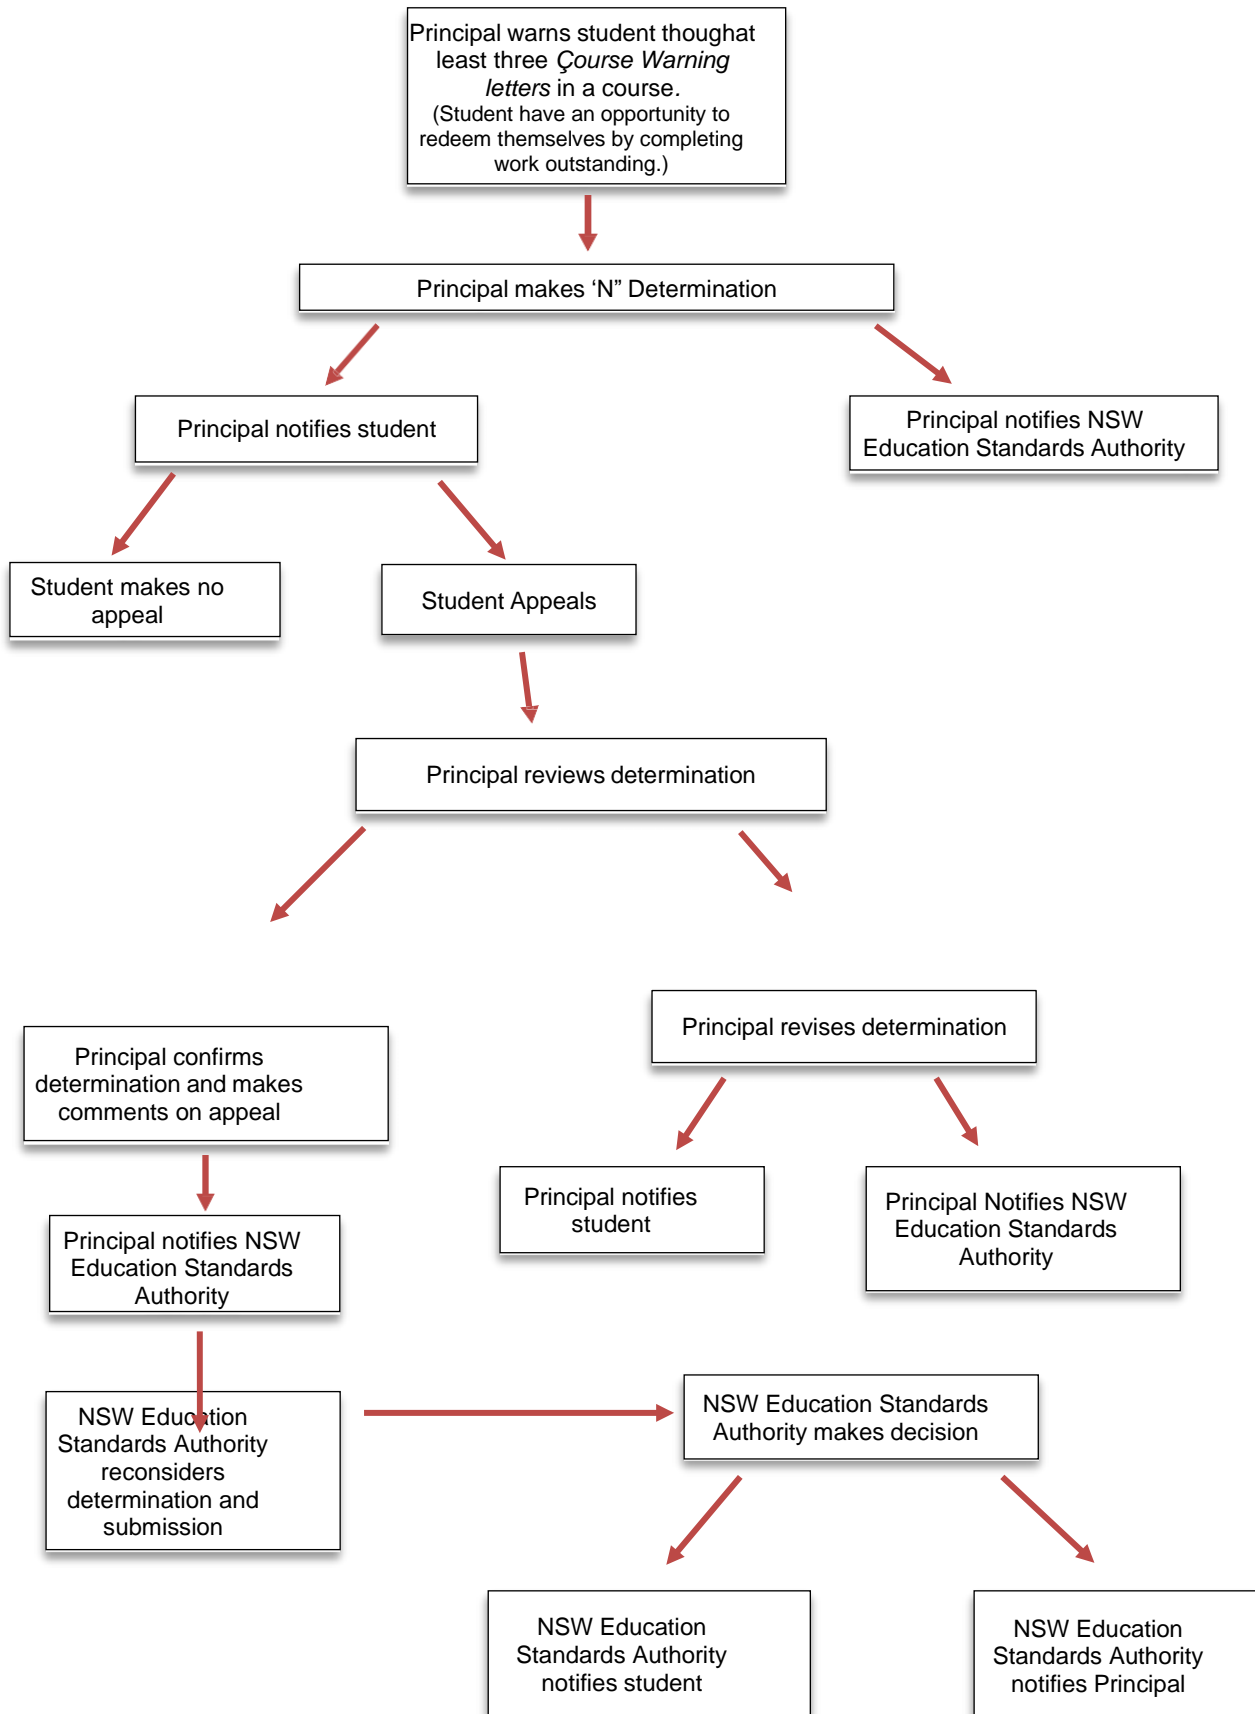 Principal warns student thoughat
least three Çourse Warning
letters in a course.
(Student have an opportunity to
redeem themselves by completing
work outstanding.)
Principal makes ‘N” Determination
Principal notifies student
Principal notifies NSW
Education Standards Authority
Student makes no
appeal
Student Appeals
Principal reviews determination
Principal revises determination
Principal confirms
determination and makes
comments on appeal
Principal notifies
student
Principal Notifies NSW
Education Standards
Authority
Principal notifies NSW
Education Standards
Authority
NSW Education
Standards Authority
reconsiders
determination and
submission
NSW Education Standards
Authority makes decision
NSW Education
Standards Authority
notifies student
NSW Education
Standards Authority
notifies Principal